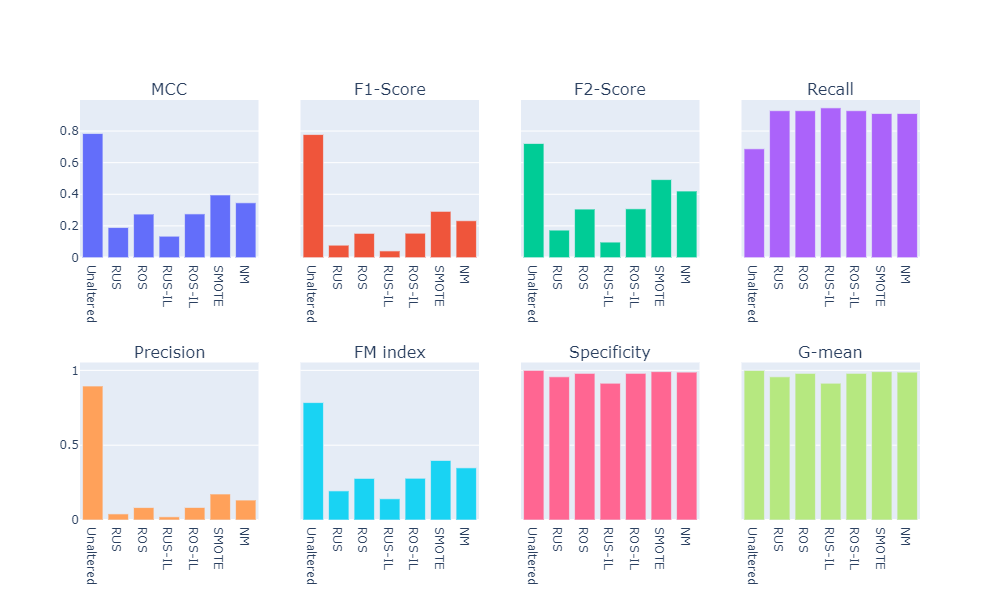 MCC F1-Score F2-Score Recall
0.8
0.6
0.4
0.2
0
Unaltered RUS ROS RUS-IL ROS-IL SMOTE NM Unaltered RUS ROS RUS-IL ROS-IL SMOTE NM Unaltered RUS ROS RUS-IL ROS-IL SMOTE NM Unaltered RUS ROS RUS-IL ROS-IL SMOTE NM
Precision FM index Specificity G-mean
1
0.5
0
Unaltered RUS ROS RUS-IL ROS-IL SMOTE NM Unaltered RUS ROS RUS-IL ROS-IL SMOTE NM Unaltered RUS ROS RUS-IL ROS-IL SMOTE NM Unaltered RUS ROS RUS-IL ROS-IL SMOTE NM